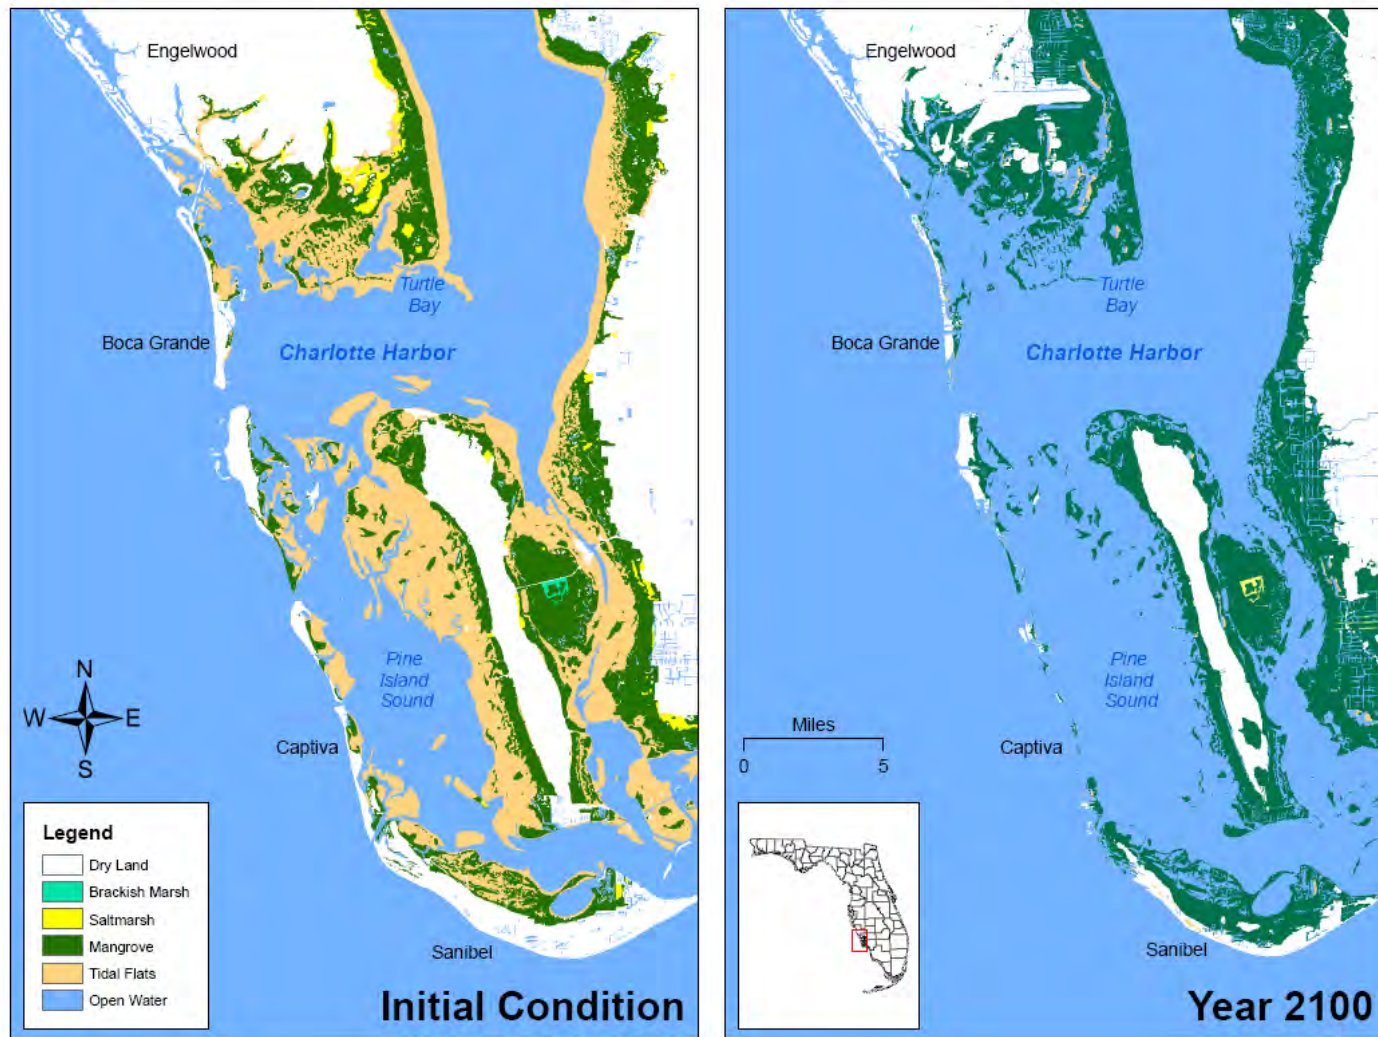 Engelwood
Turtle
Bay
Boca Grande
Charlotte Harbor
Pine
Island
Sound
N
W E
S
Captiva
Legend
Dry Land
Brackish Marsh
Saltmarsh
Mangrove
Tidal Flats
Open Water
Sanibel
Initial Condition
Engelwood
Turtle
Bay
Boca Grande
Charlotte Harbor
Pine
Island
Sound
Miles
0 5
Captiva
Sanibel
Year 2100